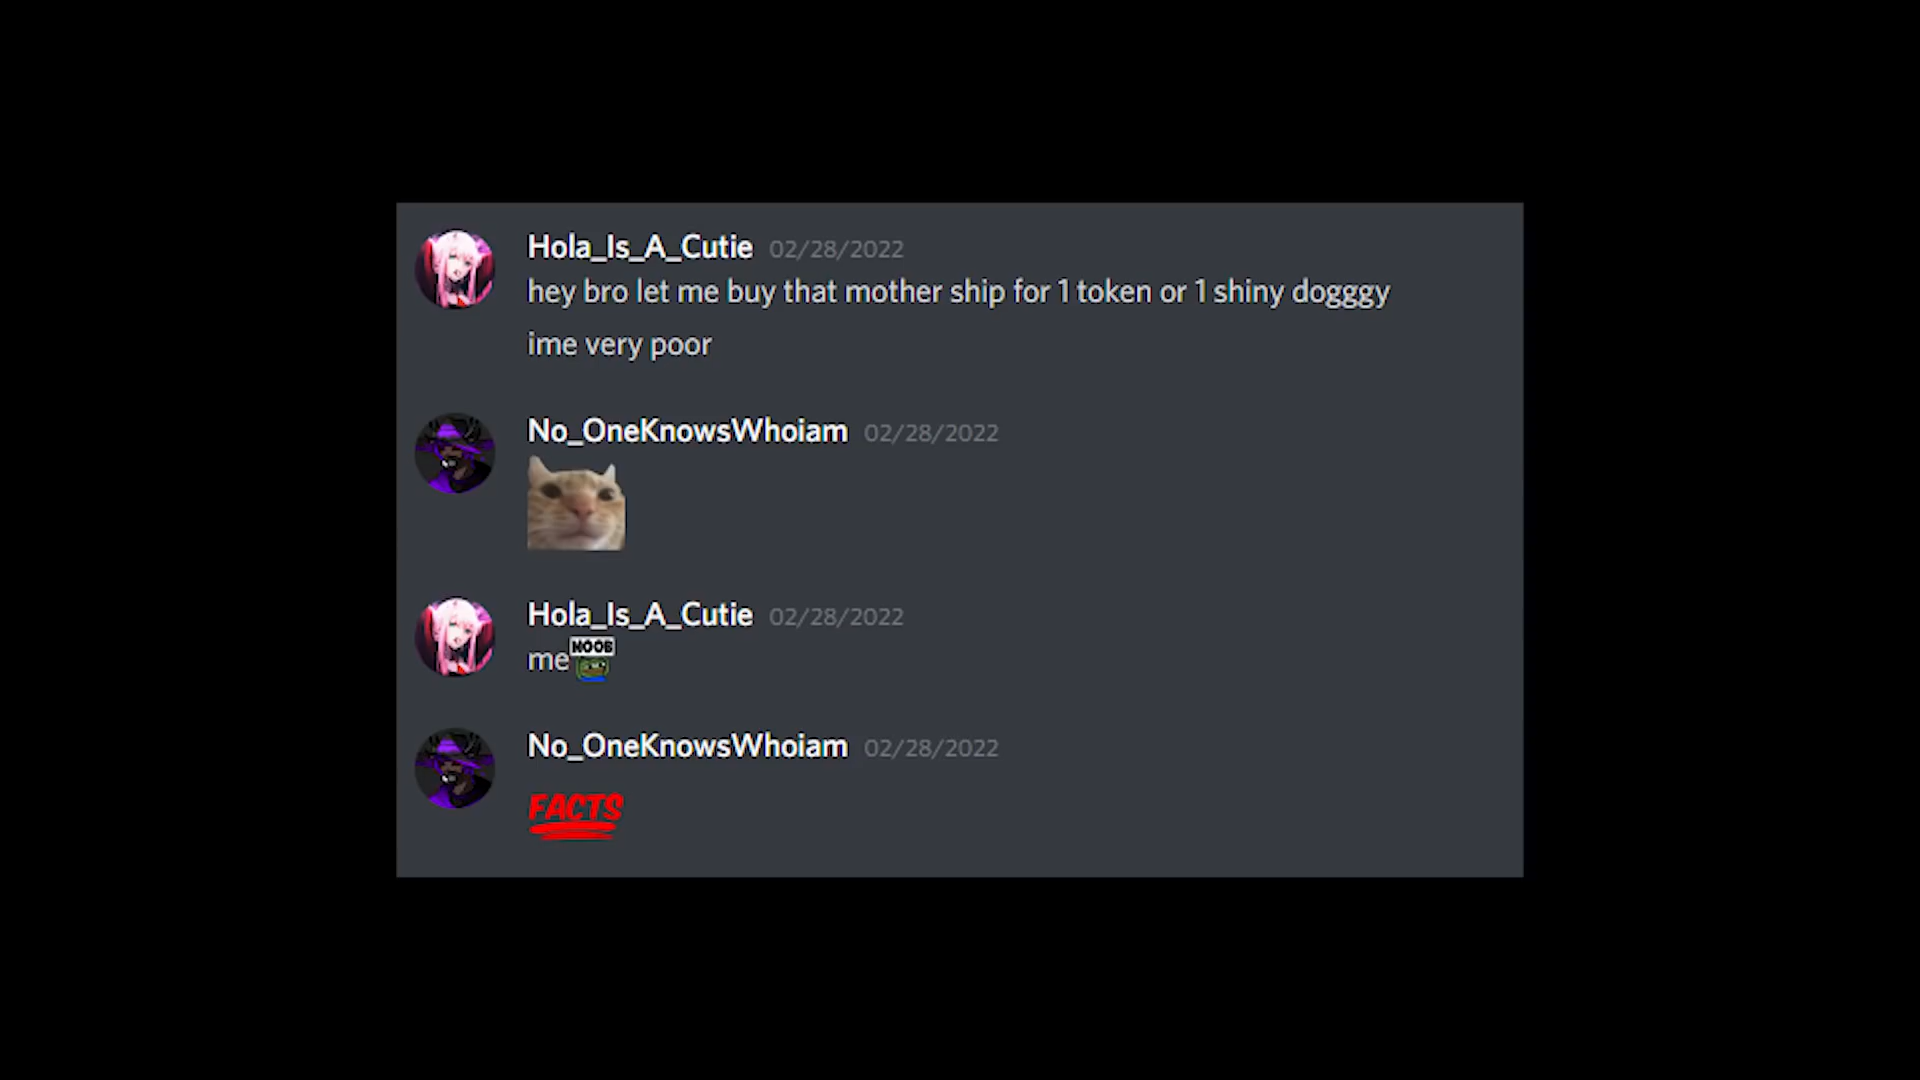 Hola_Is_A_Cutie 02/28/2022
hey bro let me buy that mother ship for 1 token or 1 shiny dogggy
ime very poor
No_OneKnowsWhoiam 02/28/2022
Hola_Is_A_Cutie 02/28/2022
me NOOB
No_OneKnowsWhoiam 02/28/2022
FACTS